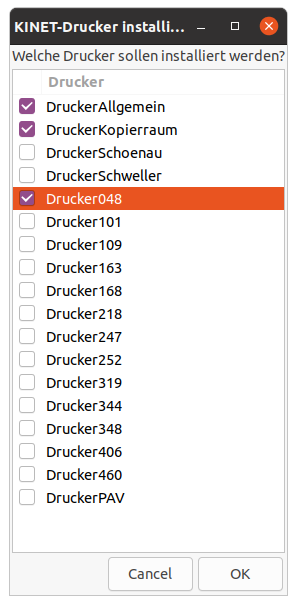 KINET-Drucker installi...
Welche Drucker sollen installiert werden?
Drucker
DruckerAllgemein
DruckerKopierraum
DruckerSchoenau
DruckerSchweller
Drucker048
Drucker101
Drucker109
Drucker163
Drucker168
Drucker218
Drucker247
Drucker252
Drucker319
Drucker344
Drucker348
Drucker406
Drucker460
DruckerPAV
Cancel
OK